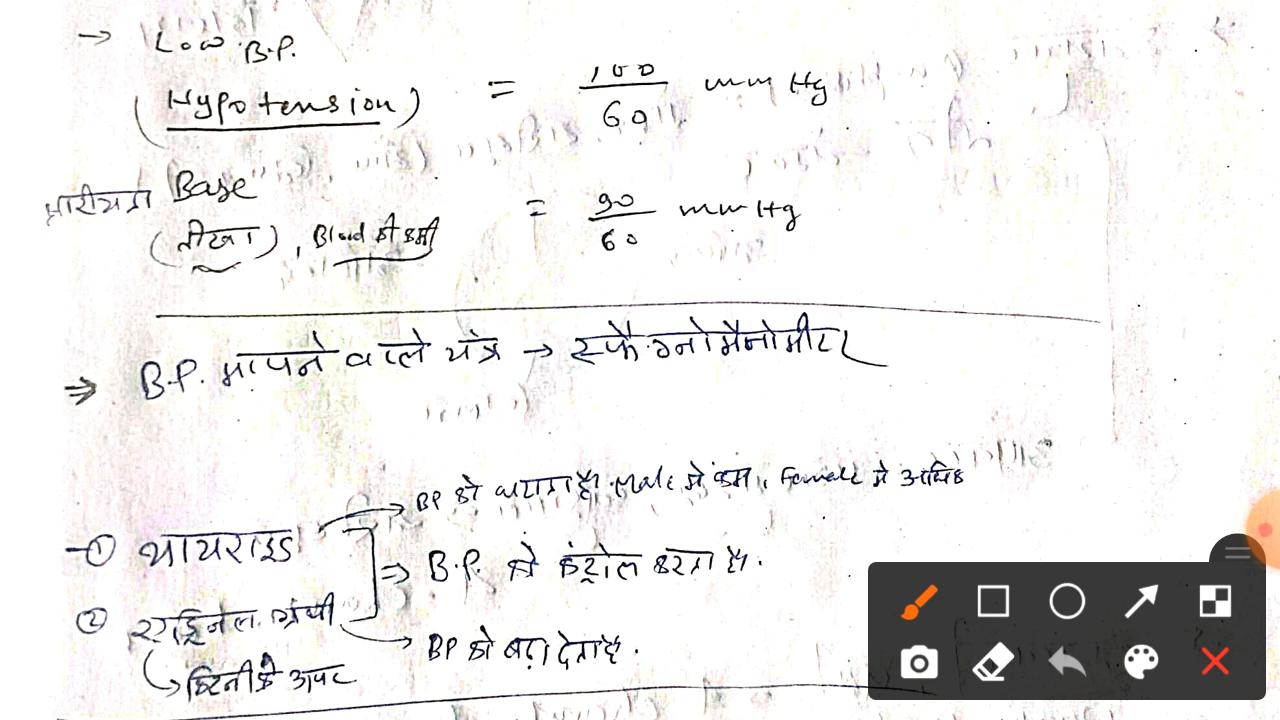 → Low B.P.
(Hypotension) = 100/60 mm Hg
Base
(तीखा), Blood की कमी = 90/60 mm Hg
⇒ B.P. मापने वाले यंत्र → स्फैग्नोमैनोमीटर
BP को घटाता है। Male में कम, Female में अधिक
① थायराइड
⇒ B.P. को कंट्रोल करता है.
② एड्रिनल ग्रंथी
→ BP को बढ़ा देता है.
→ किडनी के ऊपर